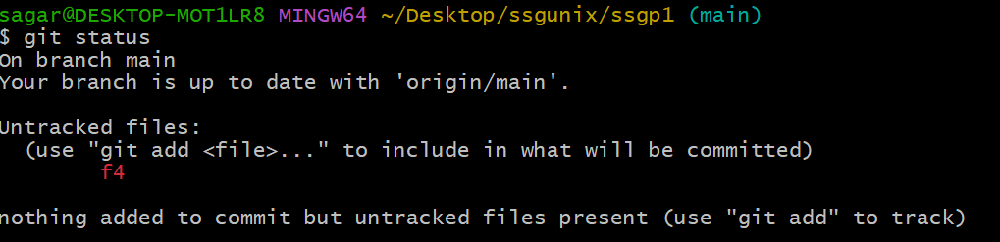 sagar@DESKTOP-MOT1LR8 MINGW64 ~/Desktop/ssgunix/ssgp1 (main)
$ git status
On branch main
Your branch is up to date with 'origin/main'.
Untracked files:
(use "git add <file>..." to include in what will be committed)
f4
nothing added to commit but untracked files present (use "git add" to track)